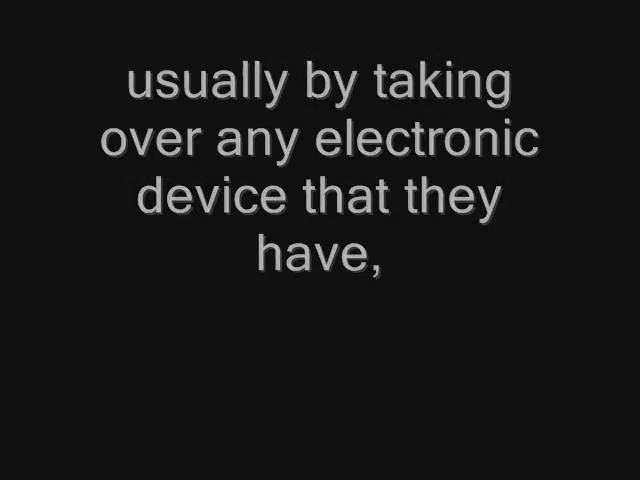 usually by taking
over any electronic
device that they
have,